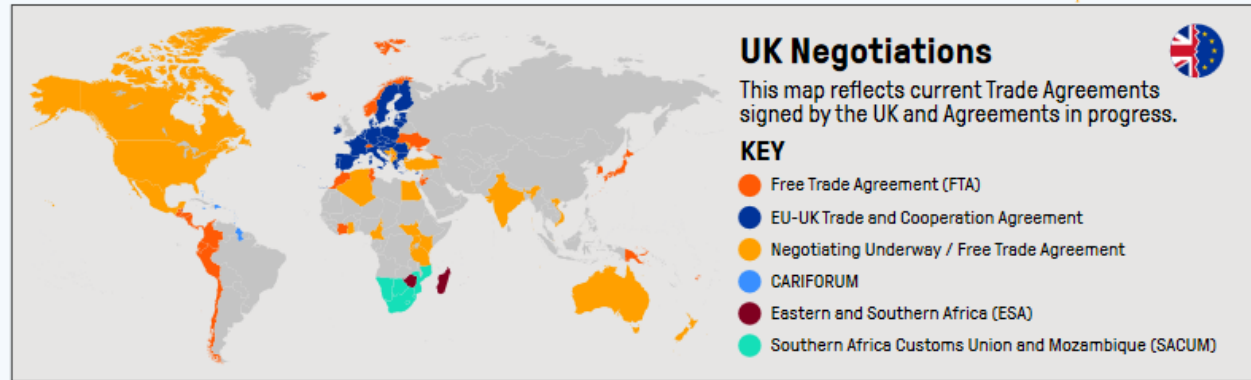 UK Negotiations
This map reflects current Trade Agreements
signed by the UK and Agreements in progress.
KEY
Free Trade Agreement (FTA)
EU-UK Trade and Cooperation Agreement
Negotiating Underway / Free Trade Agreement
CARIFORUM
Eastern and Southern Africa (ESA)
Southern Africa Customs Union and Mozambique (SACUM)